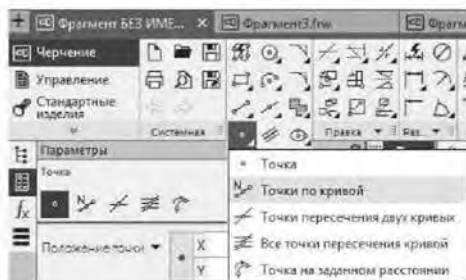 Фрагмент БЕЗ ИМЕ...
Фрагмент3.frw
Фрагм
Черчение
Управление
Стандартные изделия
Системная
Правка
Раз...
Параметры
Точка
Положение точки
X
Y
Точка
Точки по кривой
Точки пересечения двух кривых
Все точки пересечения кривой
Точка на заданном расстоянии